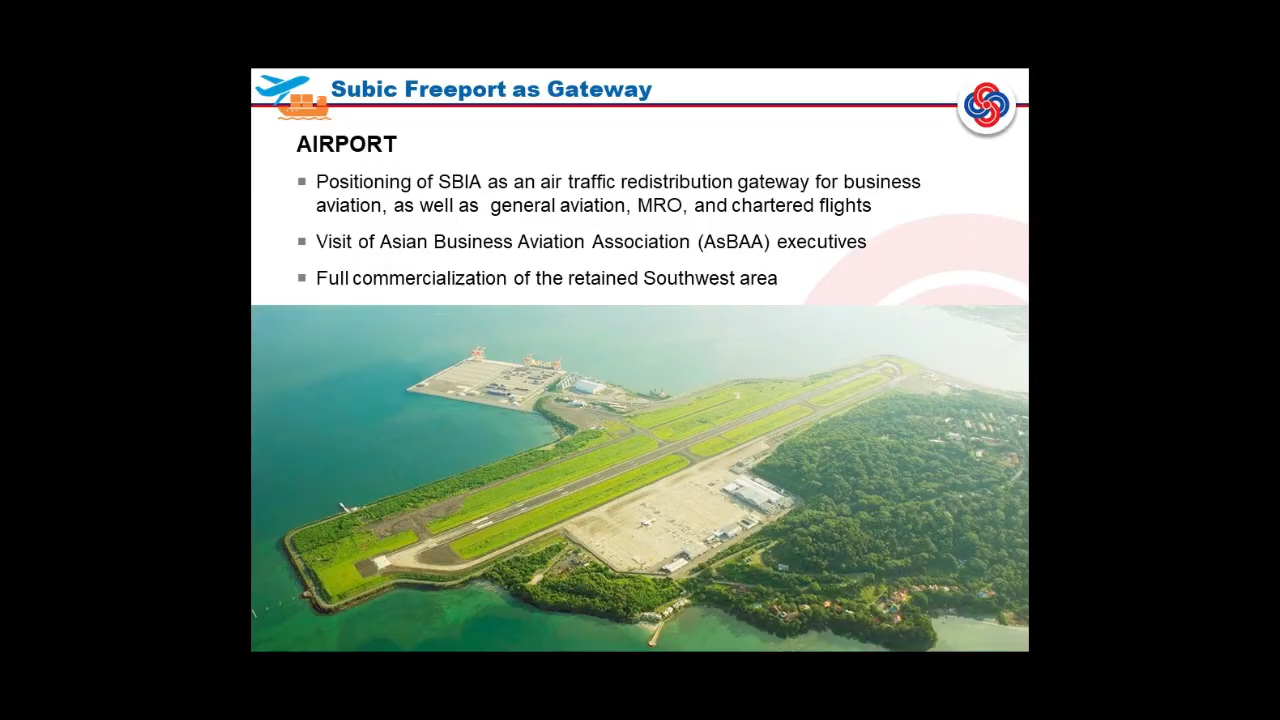 Subic Freeport as Gateway
AIRPORT
Positioning of SBIA as an air traffic redistribution gateway for business
aviation, as well as  general aviation, MRO, and chartered flights
Visit of Asian Business Aviation Association (AsBAA) executives
Full commercialization of the retained Southwest area